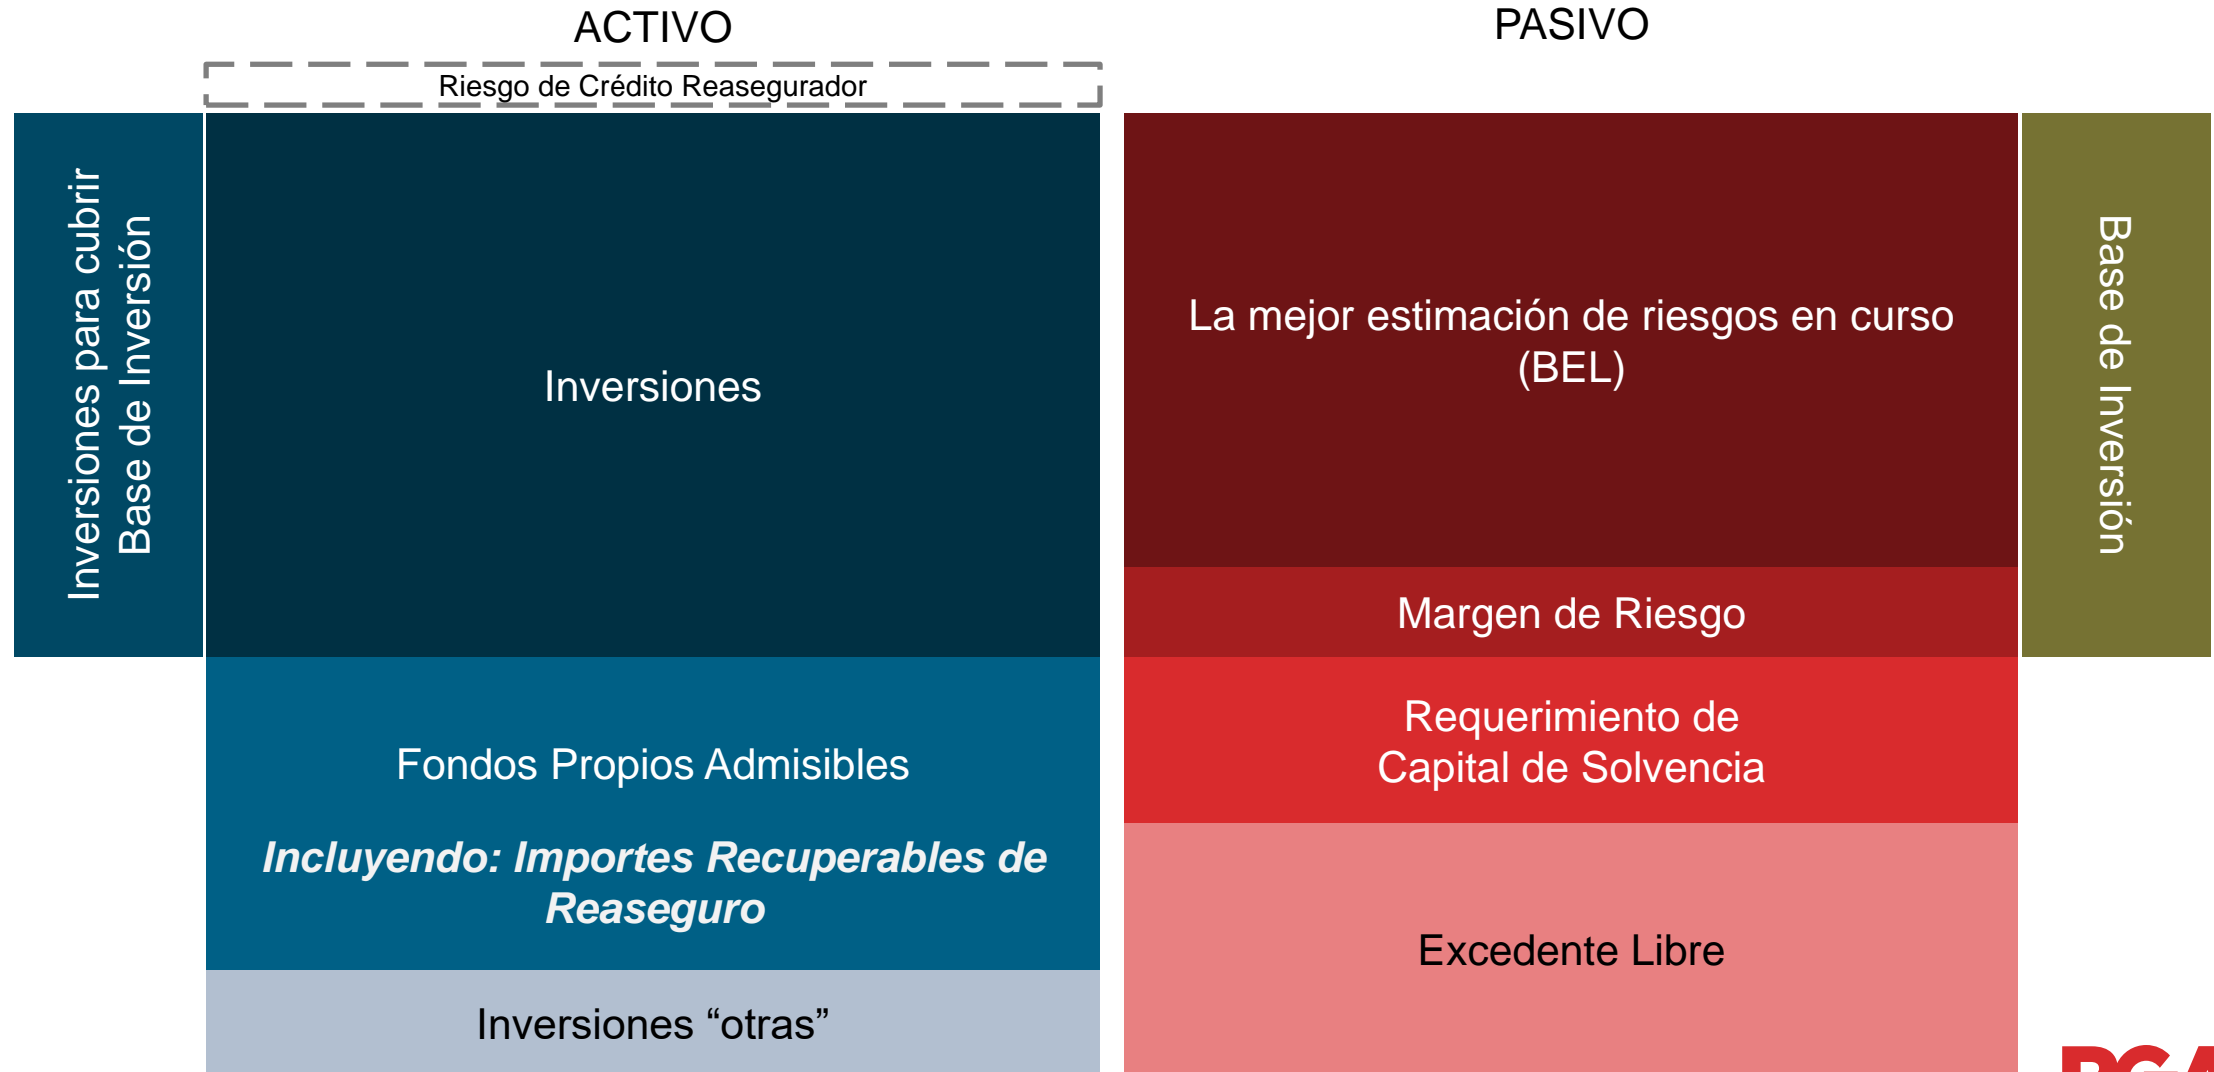 ACTIVO
PASIVO
Riesgo de Crédito Reasegurador
Inversiones para cubrir
Base de Inversión
Inversiones
La mejor estimación de riesgos en curso
(BEL)
Base de Inversión
Margen de Riesgo
Fondos Propios Admisibles
Incluyendo: Importes Recuperables de
Reaseguro
Requerimiento de
Capital de Solvencia
Excedente Libre
Inversiones “otras”